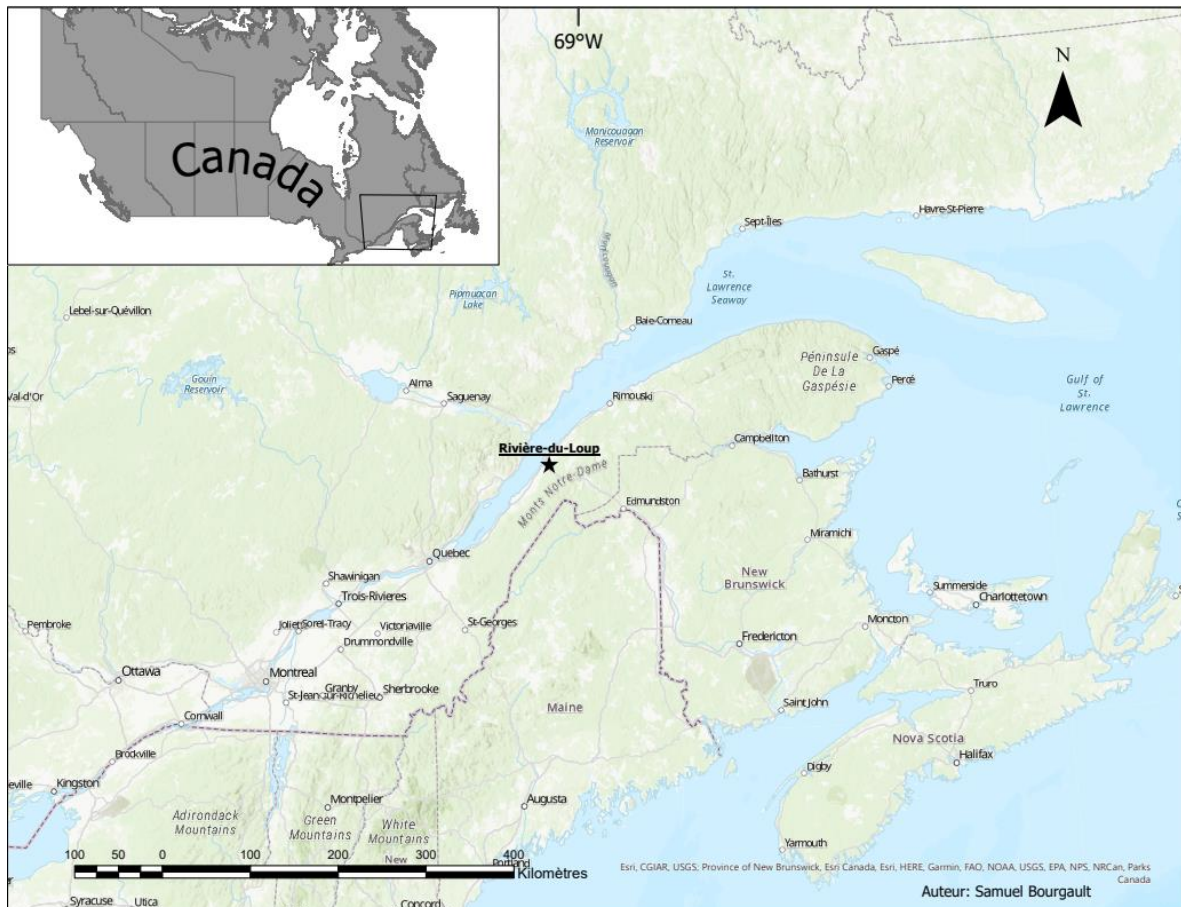 69°W
N
Canada
Manicouagan
Reservoir
Havre-St-Pierre
Sept-Îles
Manicouagan
St.
Lawrence
Seaway
Lebel-sur-Quévillon
Pipmuacan
Lake
Baie-Comeau
Gouin
Reservoir
Val-d'Or
Alma
Saguenay
Rimouski
Péninsule
De La
Gaspésie
Gaspé
Percé
Gulf of
St.
Lawrence
Rivière-du-Loup
Monts Notre-Dame
Campbellton
Bathurst
Edmundston
Miramichi
Quebec
New
Brunswick
Shawinigan
Trois-Rivieres
Summerside
Charlottetown
Pembroke
Joliet
Sorel-Tracy
Victoriaville
St-Georges
Drummondville
Fredericton
Moncton
Ottawa
Montreal
Granby
Sherbrooke
St-Jean-sur-Richelieu
Truro
Cornwall
Maine
Saint John
Nova Scotia
Halifax
Brockville
Digby
eville
Kingston
Montpelier
Augusta
Adirondack
Mountains
Green
Mountains
White
Mountains
New
Yarmouth
Portland
100 50 0 100 200 300 400
Kilomètres
Esri, CGIAR, USGS, Province of New Brunswick, Esri Canada, Esri, HERE, Garmin, FAO, NOAA, USGS, EPA, NPS, NRCan, Parks
Canada
Auteur: Samuel Bourgault
Syracuse
Utica
Concord